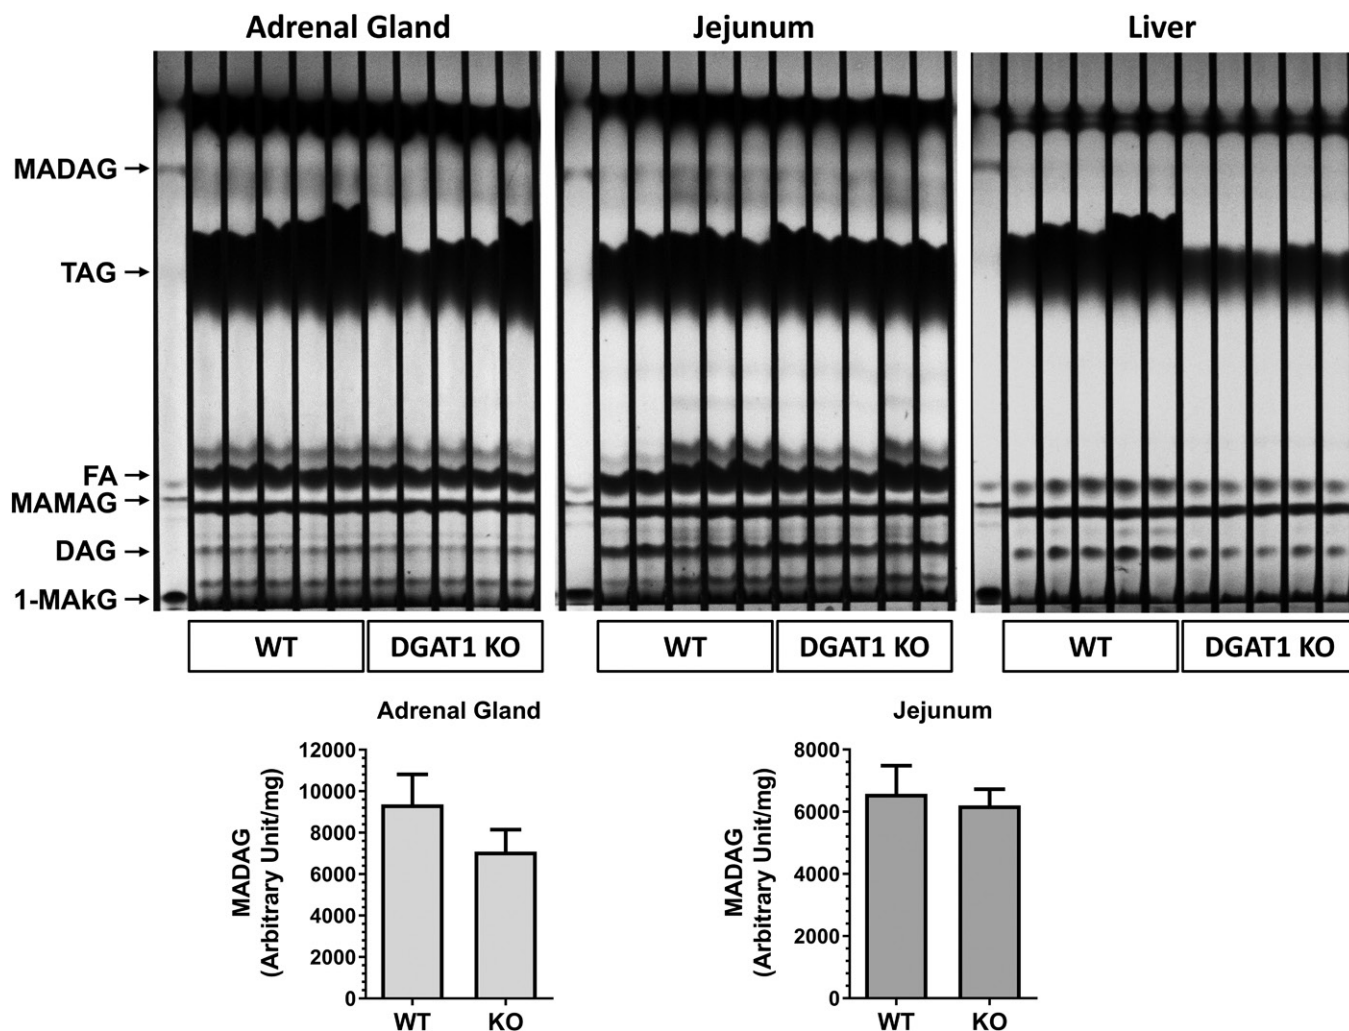 Adrenal Gland
Jejunum
Liver
MADAG
TAG
FA
MAMAG
DAG
1-MAkG
WT
DGAT1 KO
WT
DGAT1 KO
WT
DGAT1 KO
Adrenal Gland
MADAG
(Arbitrary Unit/mg)
12000
10000
8000
6000
4000
2000
0
WT
KO
Jejunum
MADAG
(Arbitrary Unit/mg)
8000
6000
4000
2000
0
WT
KO